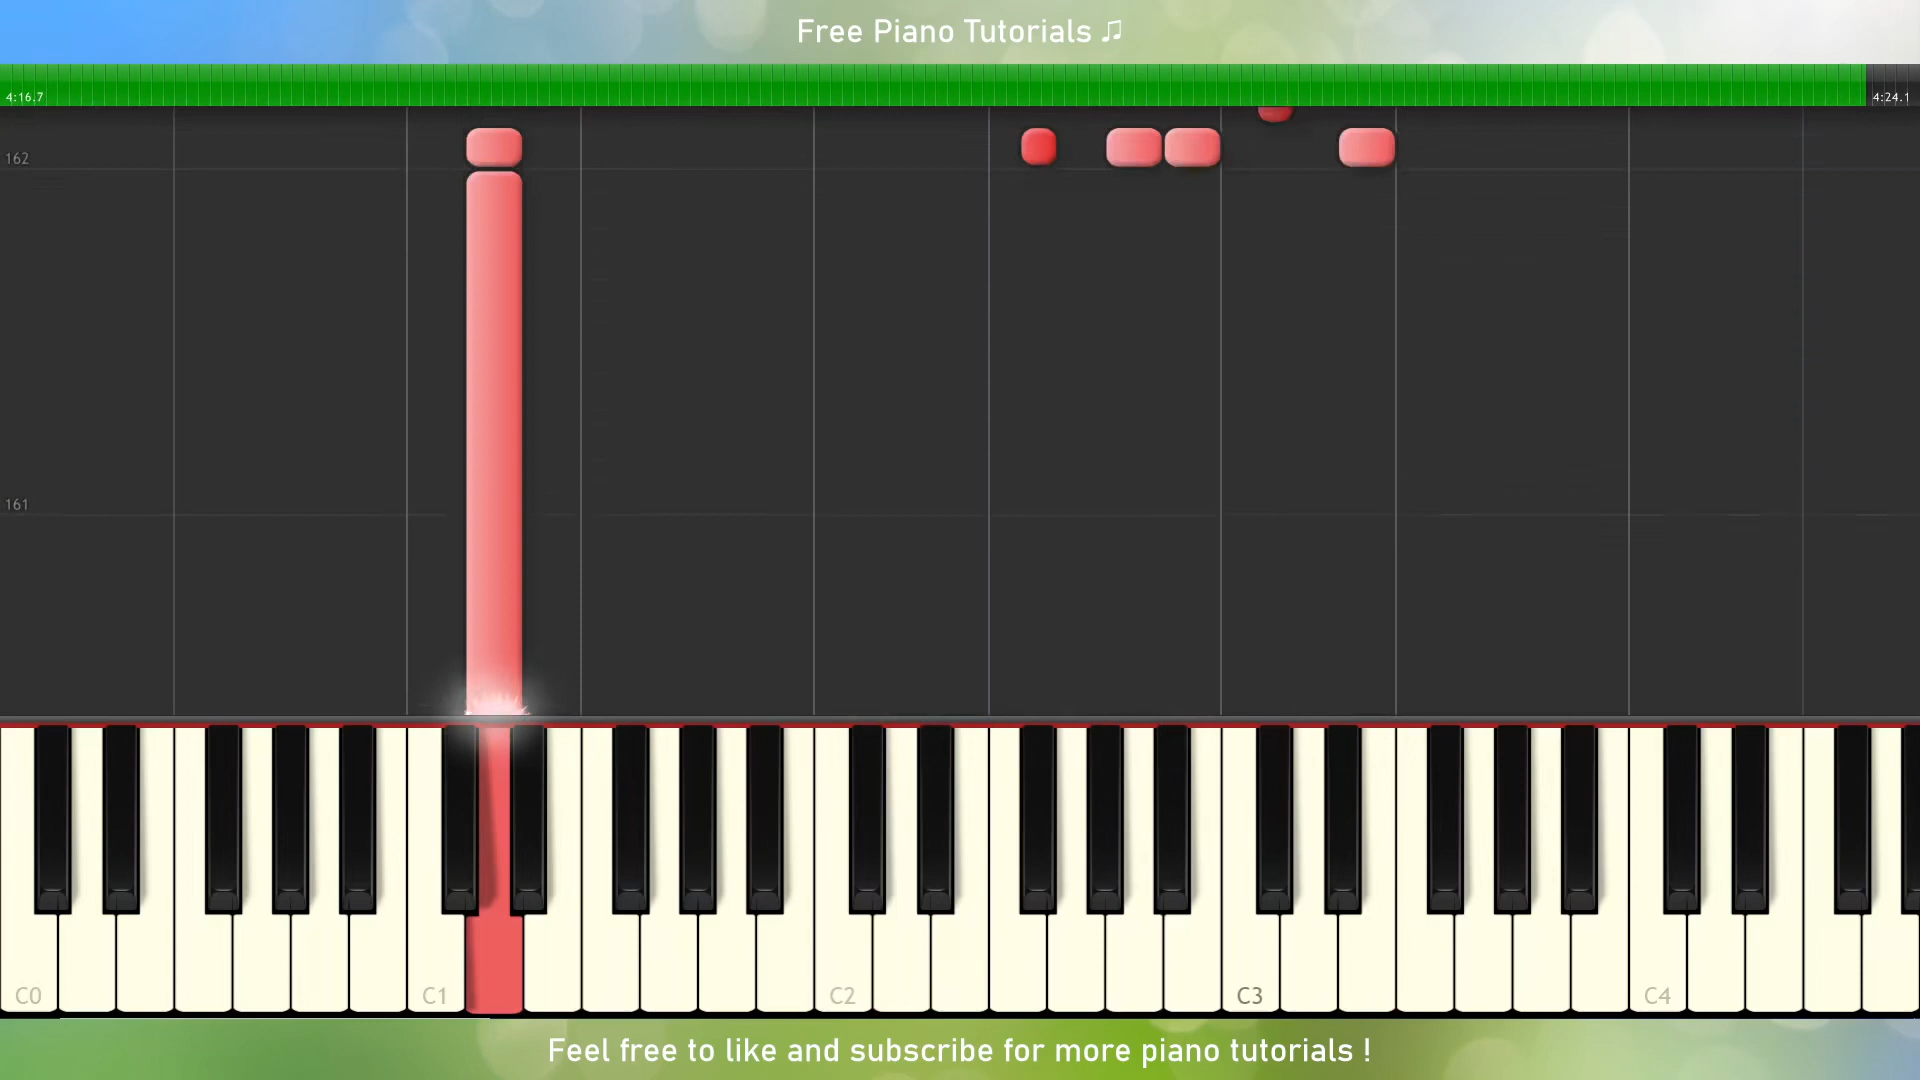 Free Piano Tutorials ♫
4:16.7
4:24.1
162
161
C0 C1 C2 C3 C4
Feel free to like and subscribe for more piano tutorials !